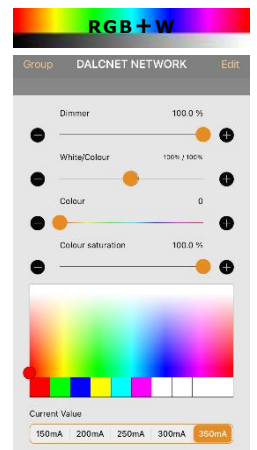 RGB+W
Group DALCNET NETWORK Edit
Dimmer 100.0 %
White/Colour 100% / 100%
Colour 0
Colour saturation 100.0 %
Current Value
150mA 200mA 250mA 300mA 350mA